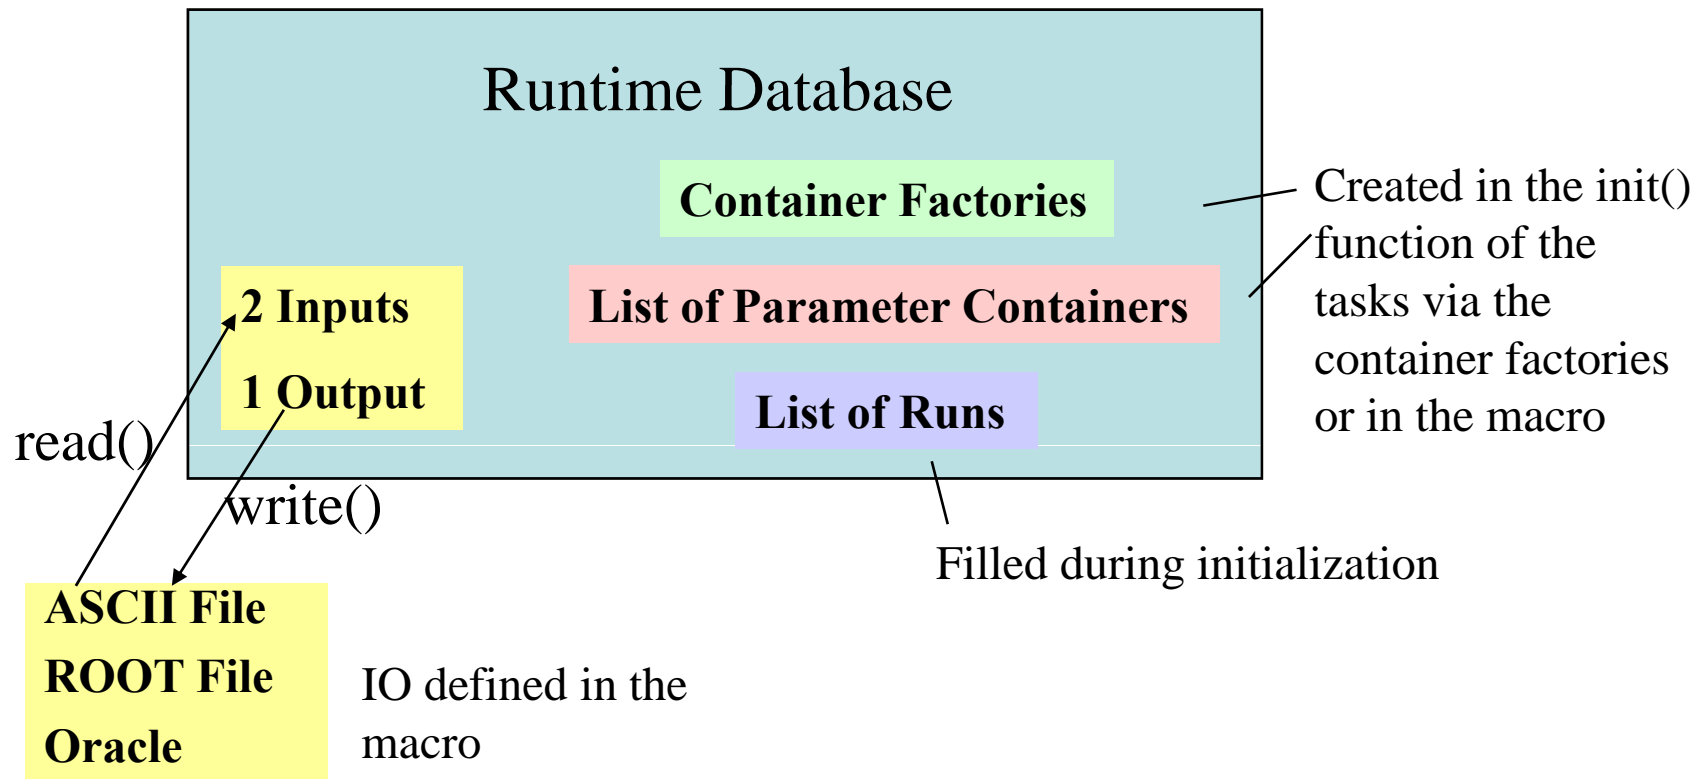 Runtime Database
Container Factories
2 Inputs
1 Output
List of Parameter Containers
List of Runs
Created in the init()
function of the
tasks via the
container factories
or in the macro
read()
write()
Filled during initialization
ASCII File
ROOT File
Oracle
IO defined in the
macro